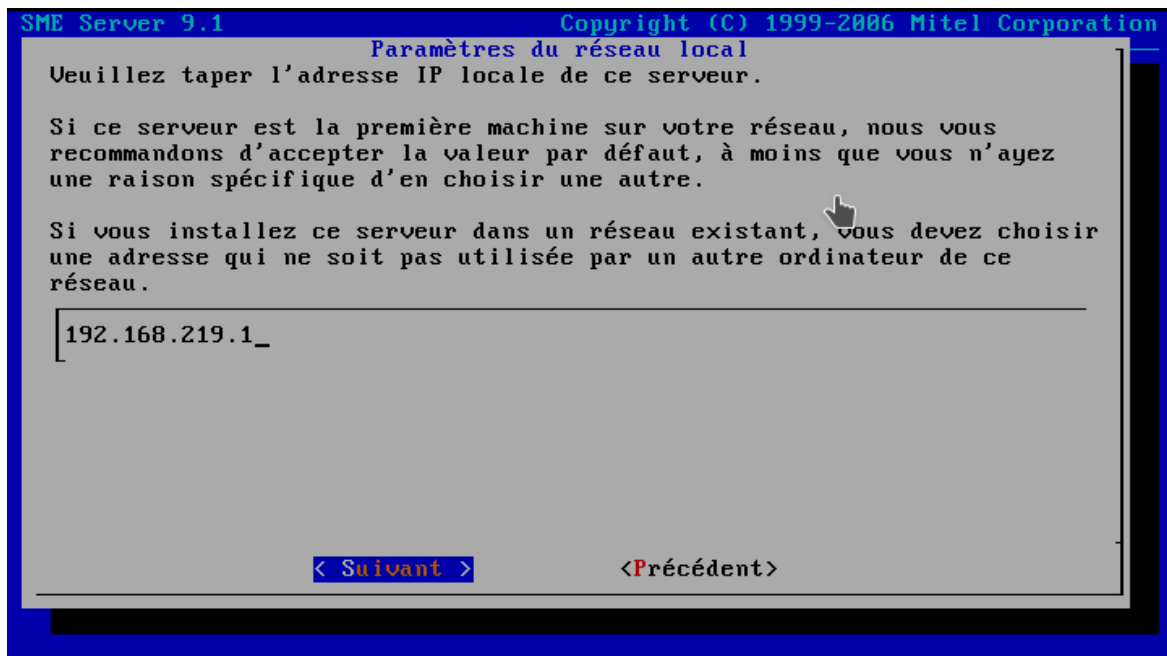 SME Server 9.1 Copyright (C) 1999-2006 Mitel Corporation
Paramètres du réseau local
Veuillez taper l'adresse IP locale de ce serveur.
Si ce serveur est la première machine sur votre réseau, nous vous
recommandons d'accepter la valeur par défaut, à moins que vous n'ayez
une raison spécifique d'en choisir une autre.
Si vous installez ce serveur dans un réseau existant, vous devez choisir
une adresse qui ne soit pas utilisée par un autre ordinateur de ce
réseau.
192.168.219.1_
< Suivant > <Précédent>